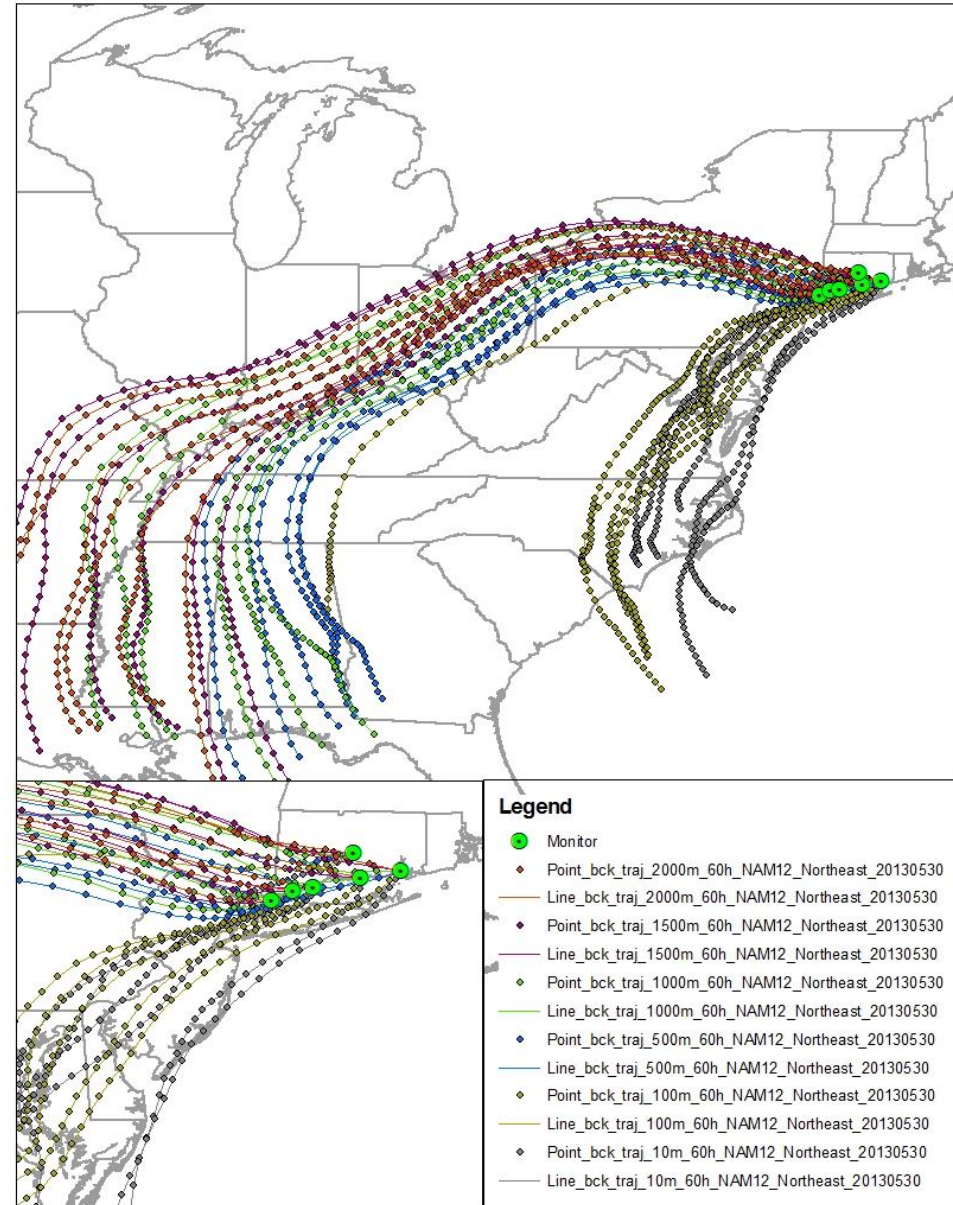 Legend
Monitor
Point_bck_traj_2000m_60h_NAM12_Northeast_20130530
Line_bck_traj_2000m_60h_NAM12_Northeast_20130530
Point_bck_traj_1500m_60h_NAM12_Northeast_20130530
Line_bck_traj_1500m_60h_NAM12_Northeast_20130530
Point_bck_traj_1000m_60h_NAM12_Northeast_20130530
Line_bck_traj_1000m_60h_NAM12_Northeast_20130530
Point_bck_traj_500m_60h_NAM12_Northeast_20130530
Line_bck_traj_500m_60h_NAM12_Northeast_20130530
Point_bck_traj_100m_60h_NAM12_Northeast_20130530
Line_bck_traj_100m_60h_NAM12_Northeast_20130530
Point_bck_traj_10m_60h_NAM12_Northeast_20130530
Line_bck_traj_10m_60h_NAM12_Northeast_20130530